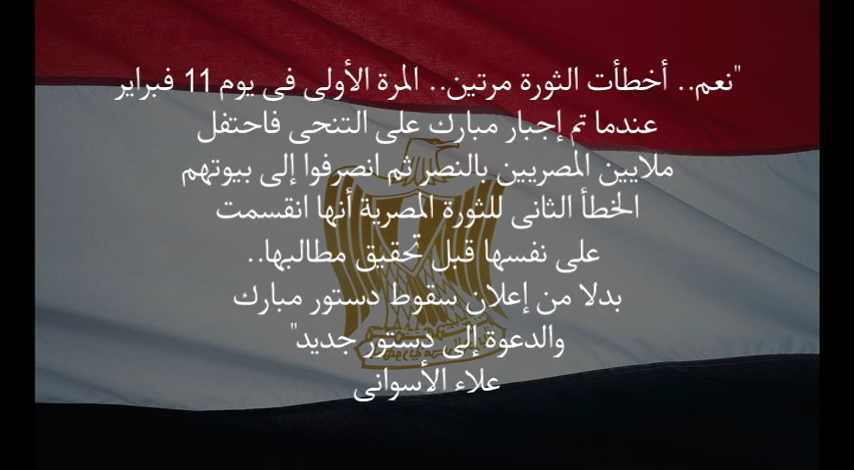 "نعم.. أخطأت الثورة مرتين.. المرة الأولى فى يوم 11 فبراير
عندما تم إجبار مبارك على التنحى فاحتفل
ملايين المصريين بالنصر ثم انصرفوا إلى بيوتهم
الخطأ الثانى للثورة المصرية أنها انقسمت
على نفسها قبل تحقيق مطالبها..
بدلا من إعلان سقوط دستور مبارك
والدعوة إلى دستور جديد"
علاء الأسوانى